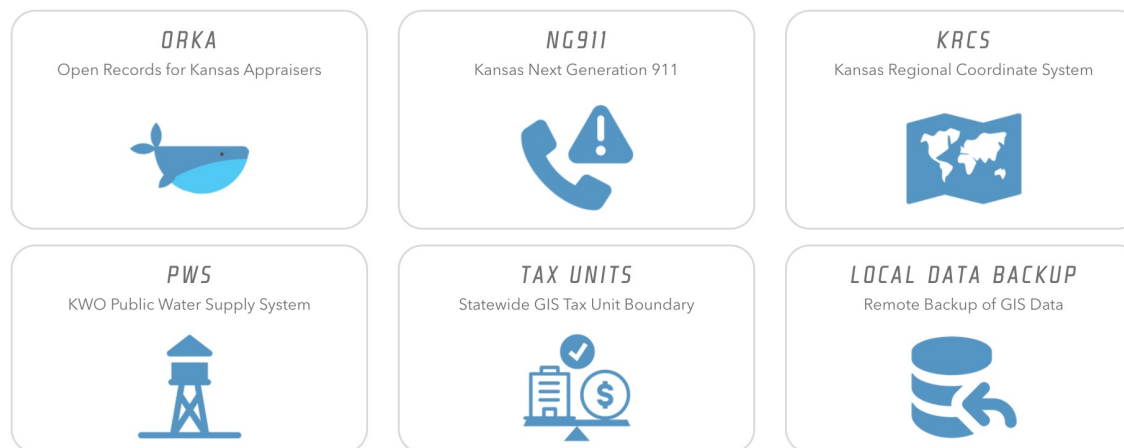 ORKA
Open Records for Kansas Appraisers
NG911
Kansas Next Generation 911
KRCS
Kansas Regional Coordinate System
PWS
KWO Public Water Supply System
TAX UNITS
Statewide GIS Tax Unit Boundary
$
LOCAL DATA BACKUP
Remote Backup of GIS Data